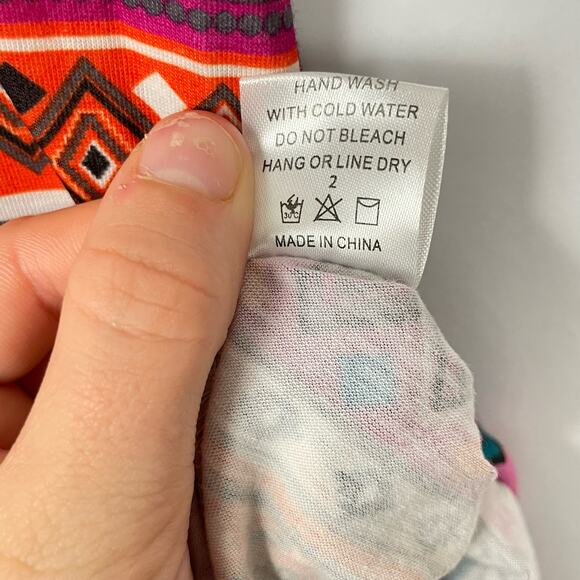 HAND WASH
WITH COLD WATER
DO NOT BLEACH
HANG OR LINE DRY
2
30°C
MADE IN CHINA